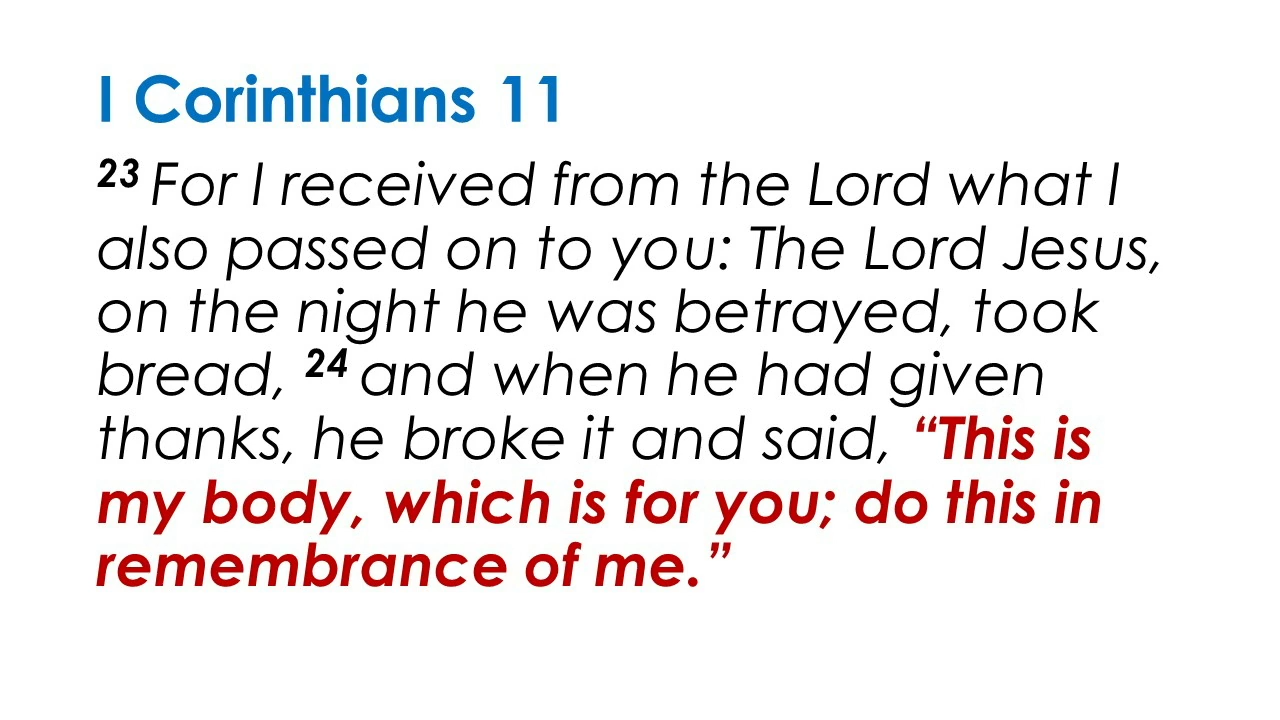 I Corinthians 11
23 For I received from the Lord what I
also passed on to you: The Lord Jesus,
on the night he was betrayed, took
bread, 24 and when he had given
thanks, he broke it and said, “This is
my body, which is for you; do this in
remembrance of me.”